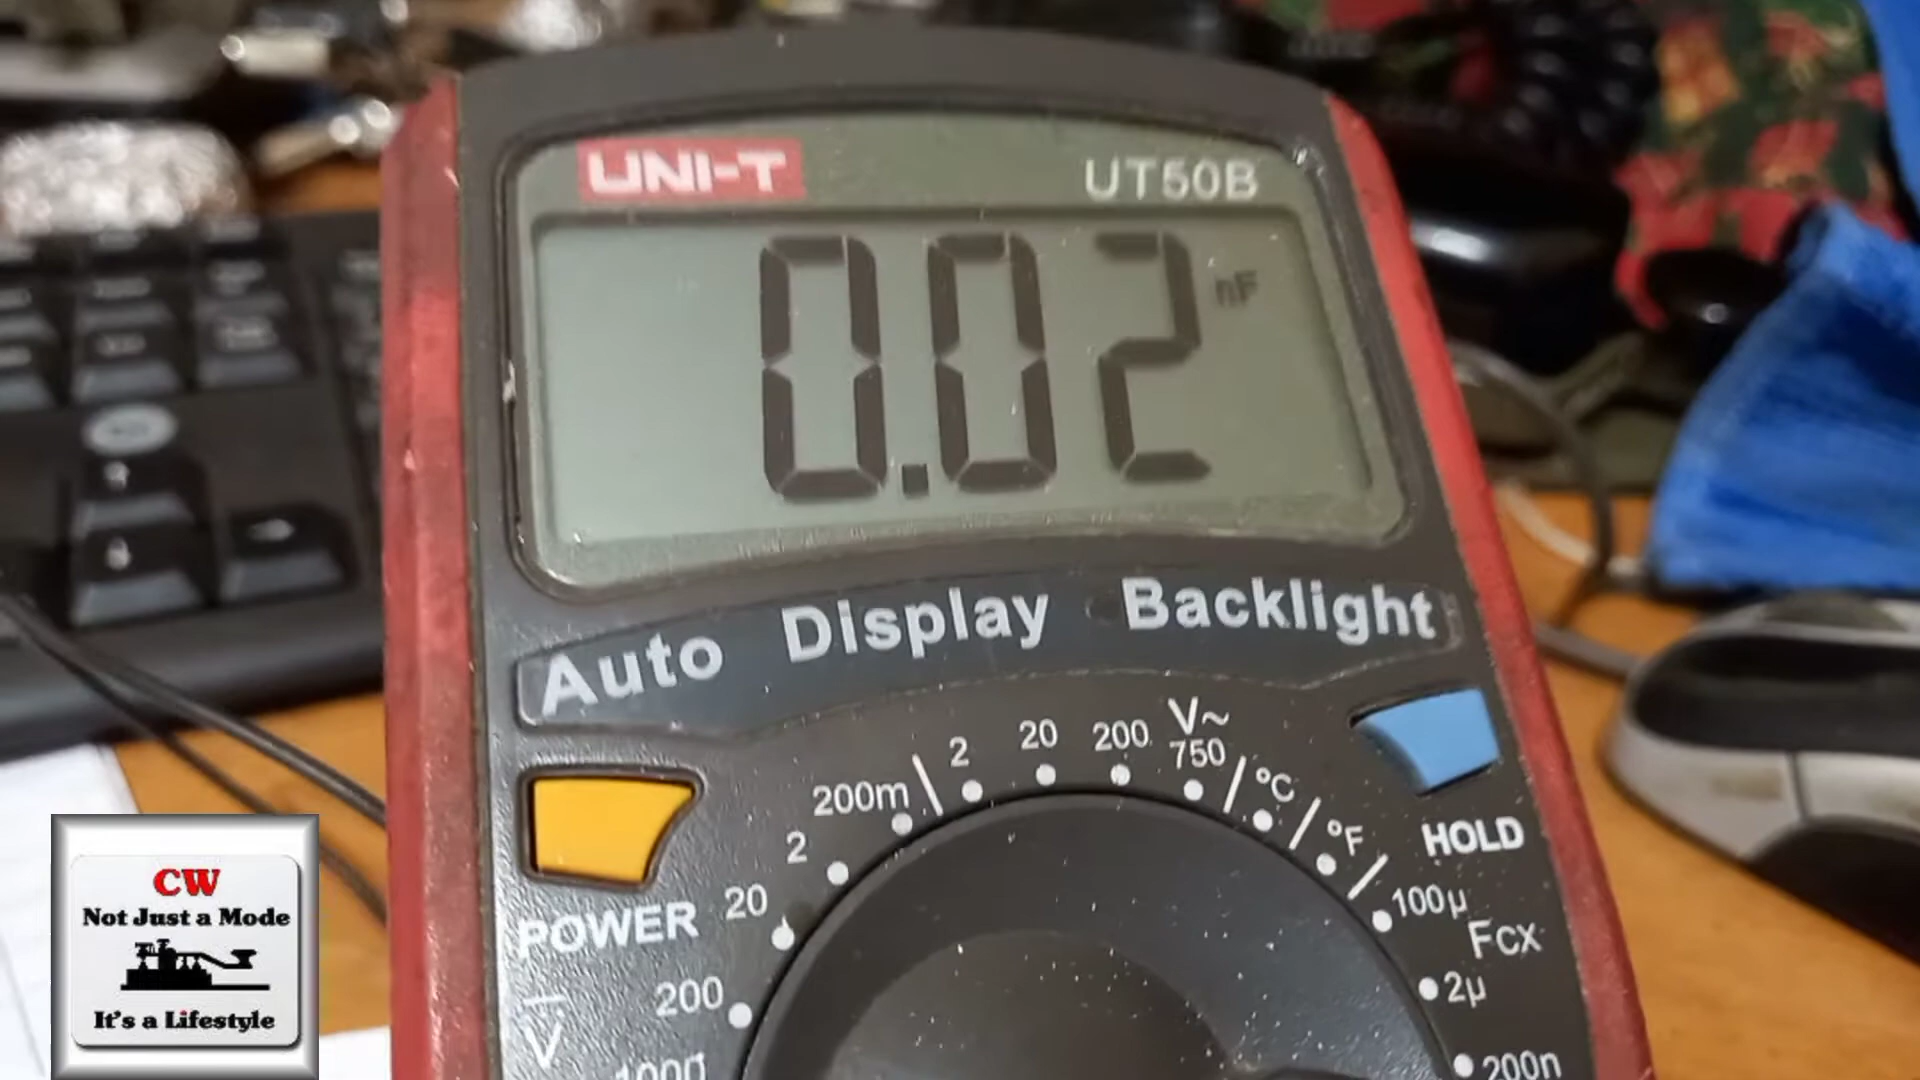 UNI-T
UT50B
0.02 nF
Auto Display Backlight
200m 2 20 200 V~ 750 °C °F
2
HOLD
20
100µ
POWER
Fcx
200
2µ
V
1000
200n
CW
Not Just a Mode
It's a Lifestyle